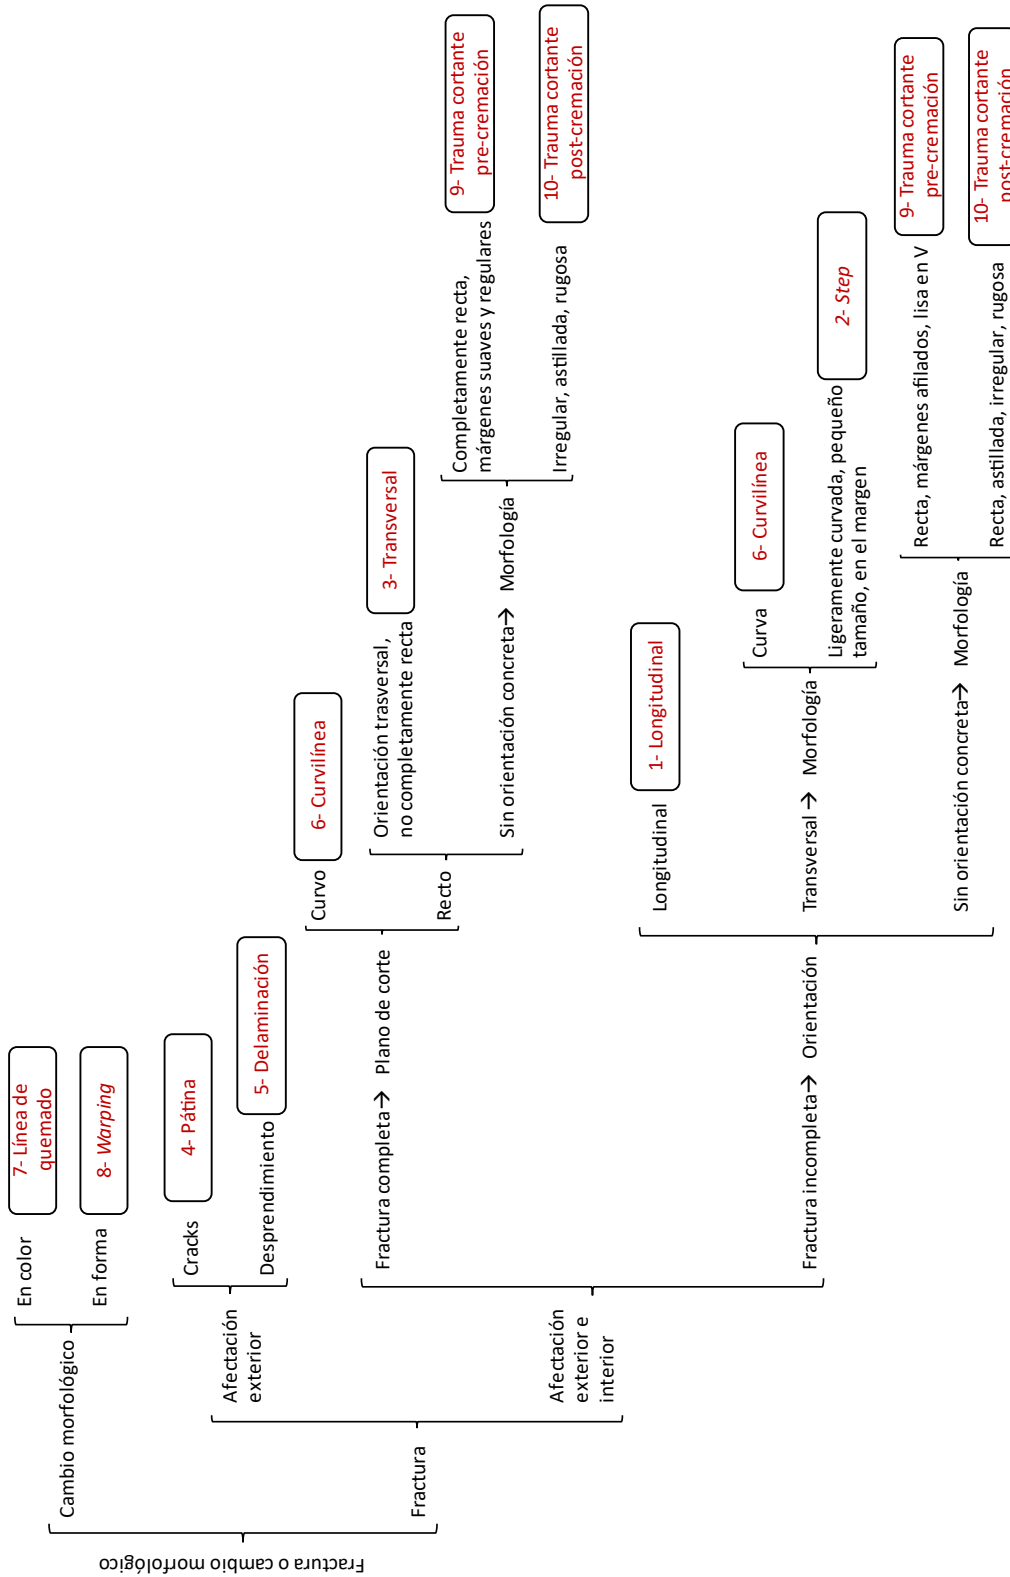 Fractura o cambio morfológico
Cambio morfológico
En color
7- Línea de
quemado
En forma
8- Warping
Fractura
Afectación
exterior
Cracks
4- Pátina
Desprendimiento
5- Delaminación
Afectación
exterior e
interior
Fractura completa→ Plano de corte
Curvo
6- Curvilínea
Recto
Orientación trasversal,
no completamente recta
3- Transversal
Sin orientación concreta→ Morfología
Completamente recta,
márgenes suaves y regulares
9- Trauma cortante
pre-cremación
Irregular, astillada, rugosa
10- Trauma cortante
post-cremación
Fractura incompleta→ Orientación
Longitudinal
1- Longitudinal
Transversal → Morfología
Curva
6- Curvilínea
Ligeramente curvada, pequeño
tamaño, en el margen
2- Step
Sin orientación concreta→ Morfología
Recta, márgenes afilados, lisa en V
9- Trauma cortante
pre-cremación
Recta, astillada, irregular, rugosa
10- Trauma cortante
post-cremación